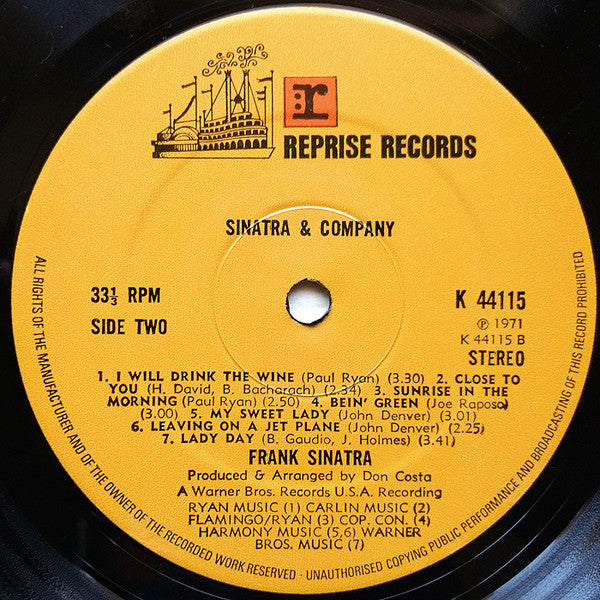 r
REPRISE RECORDS
SINATRA & COMPANY
33⅓ RPM
SIDE TWO
K 44115
℗ 1971
K 44115 B
STEREO
1. I WILL DRINK THE WINE (Paul Ryan) (3.30) 2. CLOSE TO
YOU (H. David, B. Bacharach) (2.34) 3. SUNRISE IN THE
MORNING (Paul Ryan) (2.50) 4. BEIN' GREEN (Joe Raposo)
(3.00) 5. MY SWEET LADY (John Denver) (3.01)
6. LEAVING ON A JET PLANE (John Denver) (2.25)
7. LADY DAY (B. Gaudio, J. Holmes) (3.41)
FRANK SINATRA
Produced & Arranged by Don Costa
A Warner Bros. Records U.S.A. Recording
RYAN MUSIC (1) CARLIN MUSIC (2)
FLAMINGO/RYAN (3) COP. CON. (4)
HARMONY MUSIC (5,6) WARNER
BROS. MUSIC (7)
ALL RIGHTS OF THE MANUFACTURER AND OF THE OWNER OF THE RECORDED WORK RESERVED · UNAUTHORISED COPYING PUBLIC PERFORMANCE AND BROADCASTING OF THIS RECORD PROHIBITED